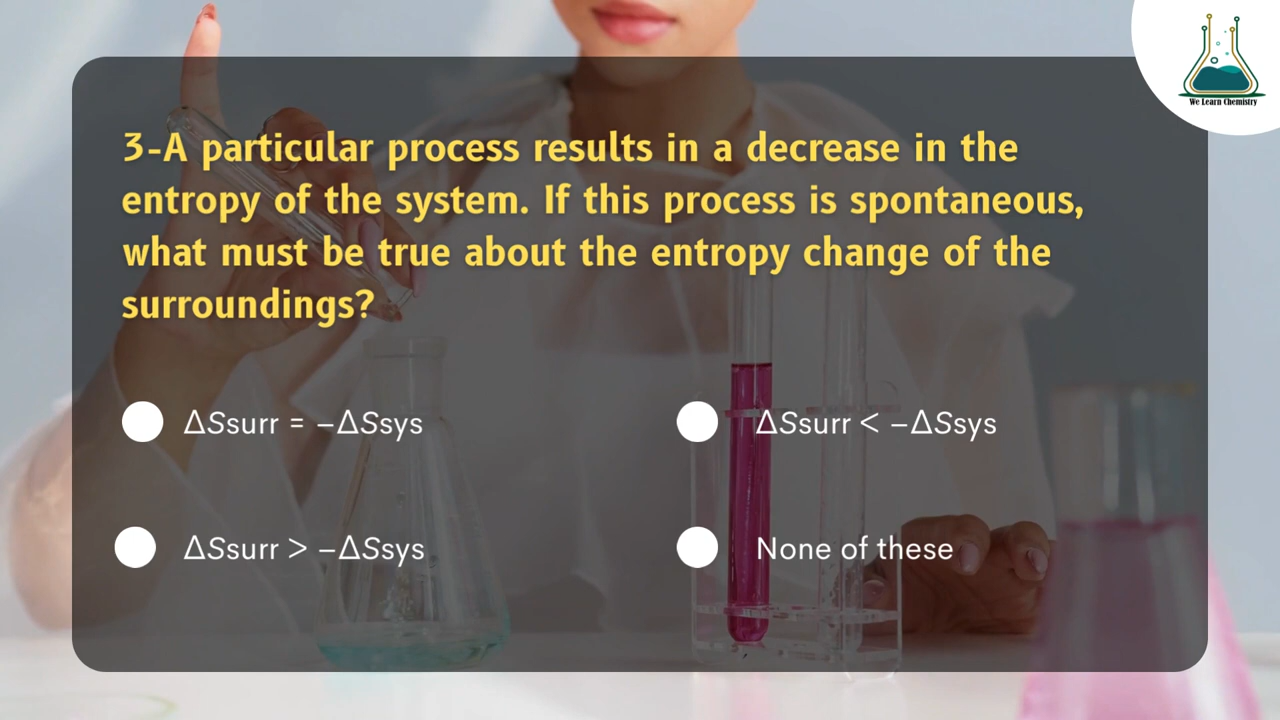 We Learn Chemistry
3-A particular process results in a decrease in the
entropy of the system. If this process is spontaneous,
what must be true about the entropy change of the
surroundings?
ΔSsurr = −ΔSsys
ΔSsurr < −ΔSsys
ΔSsurr > −ΔSsys
None of these